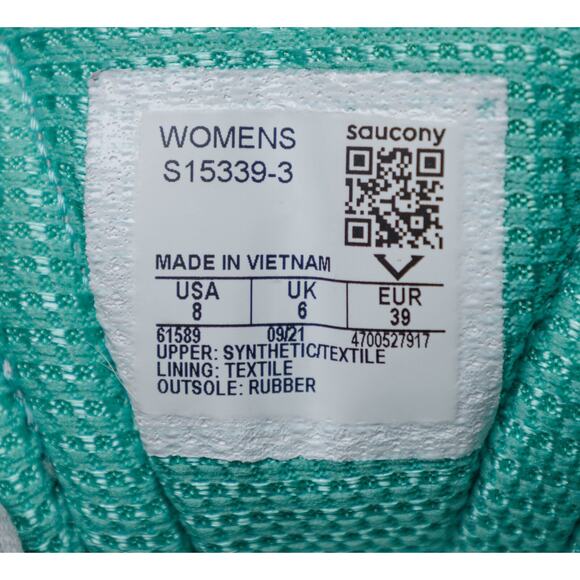 WOMENS
saucony
S15339-3
MADE IN VIETNAM
USA UK EUR
8 6 39
61589 09/21 4700527917
UPPER: SYNTHETIC/TEXTILE
LINING: TEXTILE
OUTSOLE: RUBBER